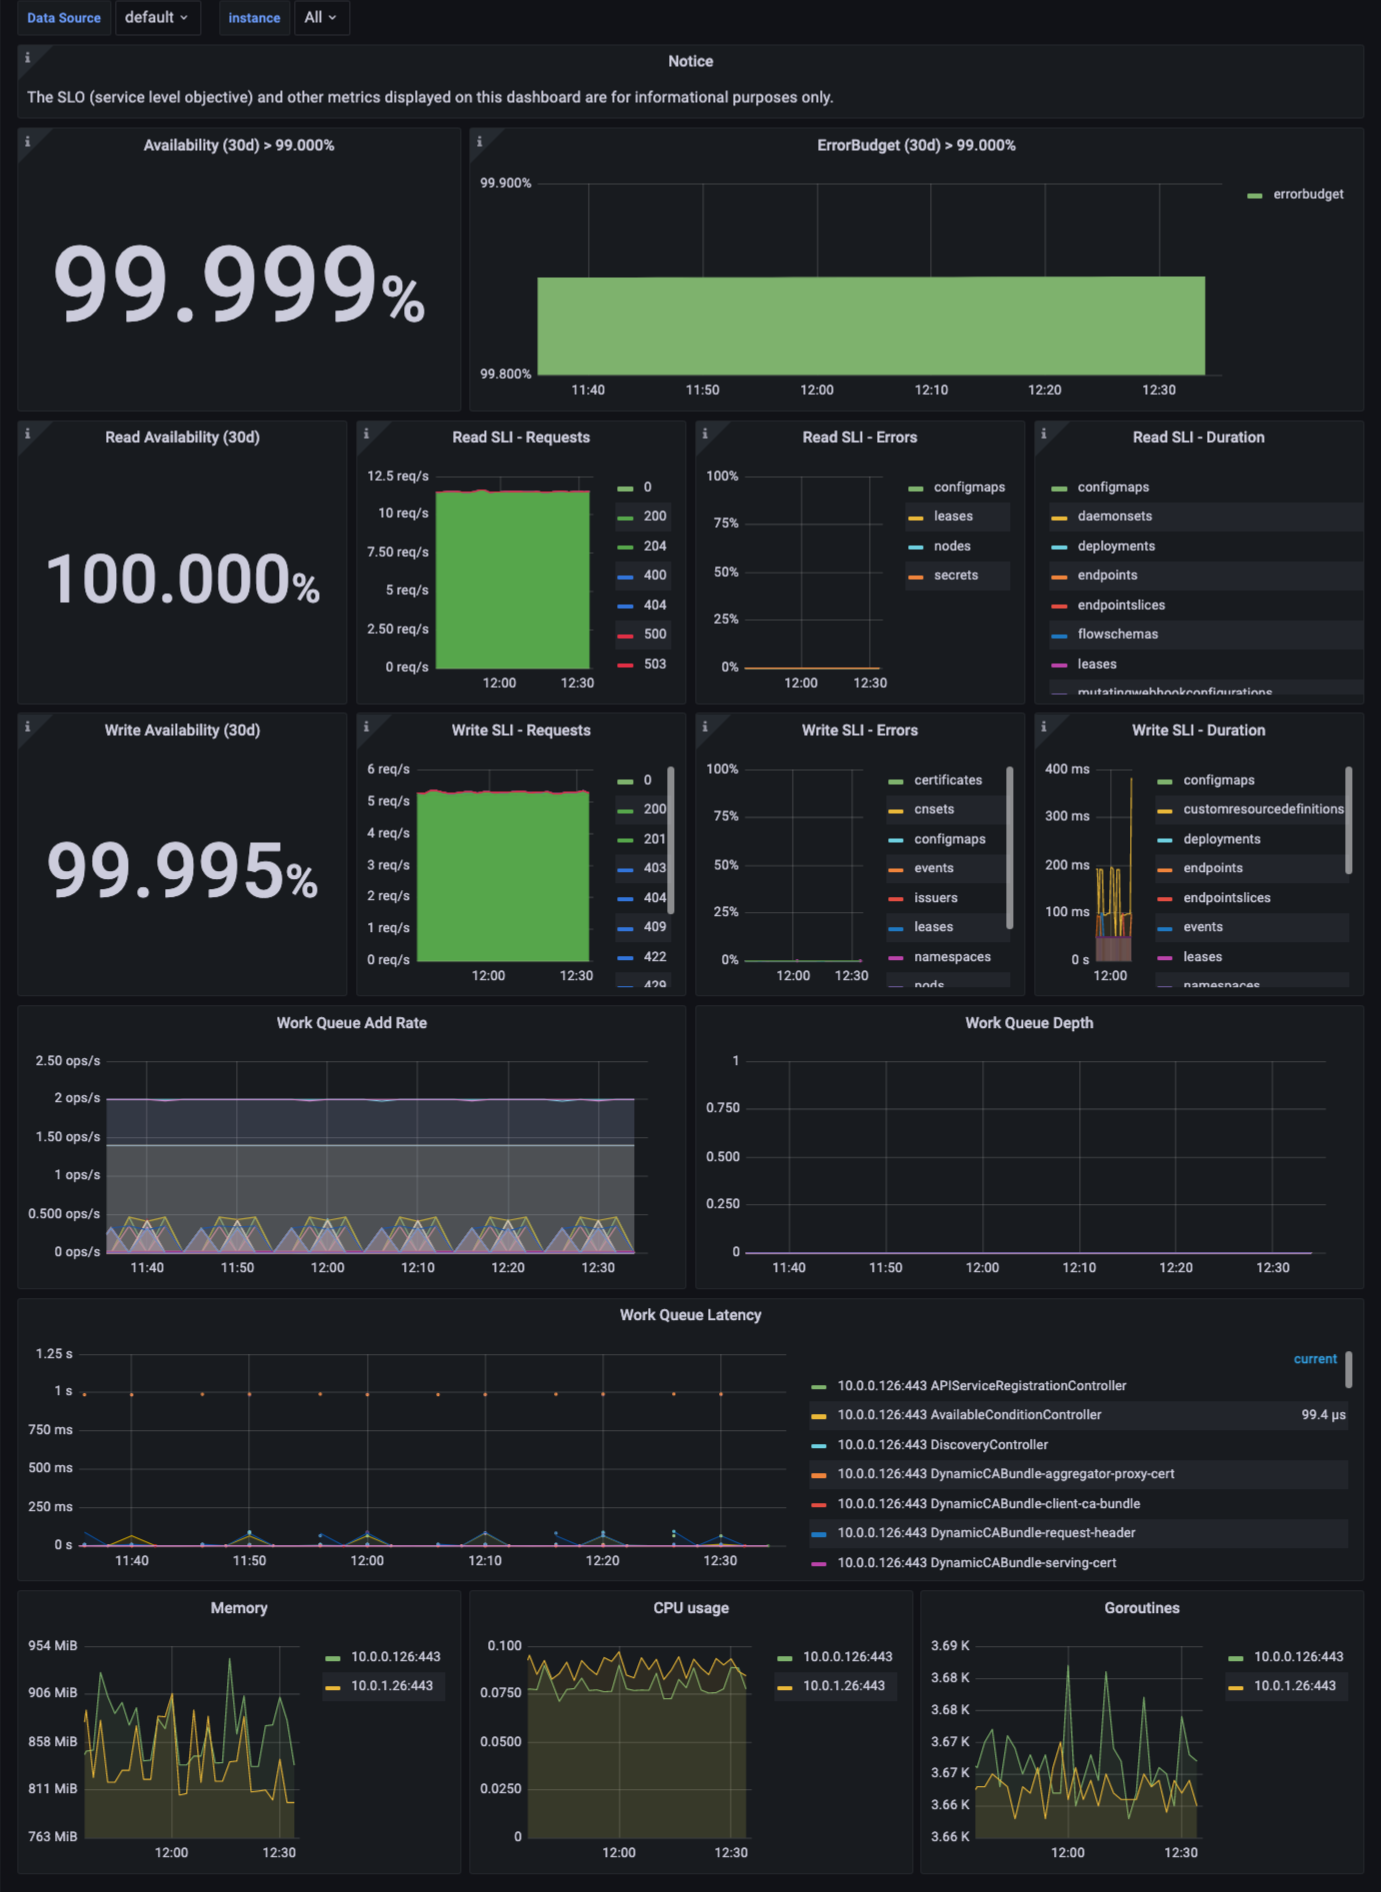 Data Source default instance All
Notice
The SLO (service level objective) and other metrics displayed on this dashboard are for informational purposes only.
Availability (30d) > 99.000%
99.999%
ErrorBudget (30d) > 99.000%
99.900%
99.800%
11:40 11:50 12:00 12:10 12:20 12:30
errorbudget
Read Availability (30d)
100.000%
Read SLI - Requests
12.5 req/s
10 req/s
7.50 req/s
5 req/s
2.50 req/s
0 req/s
12:00 12:30
0
200
204
400
404
500
503
Read SLI - Errors
100%
75%
50%
25%
0%
12:00 12:30
configmaps
leases
nodes
secrets
Read SLI - Duration
configmaps
daemonsets
deployments
endpoints
endpointslices
flowschemas
leases
mutatingwebhookconfigurations
Write Availability (30d)
99.995%
Write SLI - Requests
6 req/s
5 req/s
4 req/s
3 req/s
2 req/s
1 req/s
0 req/s
12:00 12:30
0
200
201
403
404
409
422
429
Write SLI - Errors
100%
75%
50%
25%
0%
12:00 12:30
certificates
cnsets
configmaps
events
issuers
leases
namespaces
pods
Write SLI - Duration
400 ms
300 ms
200 ms
100 ms
0 s
12:00
configmaps
customresourcedefinitions
deployments
endpoints
endpointslices
events
leases
namespaces
Work Queue Add Rate
2.50 ops/s
2 ops/s
1.50 ops/s
1 ops/s
0.500 ops/s
0 ops/s
11:40 11:50 12:00 12:10 12:20 12:30
Work Queue Depth
1
0.750
0.500
0.250
0
11:40 11:50 12:00 12:10 12:20 12:30
Work Queue Latency
1.25 s
1 s
750 ms
500 ms
250 ms
0 s
11:40 11:50 12:00 12:10 12:20 12:30
current
10.0.0.126:443 APIServiceRegistrationController
10.0.0.126:443 AvailableConditionController 99.4 µs
10.0.0.126:443 DiscoveryController
10.0.0.126:443 DynamicCABundle-aggregator-proxy-cert
10.0.0.126:443 DynamicCABundle-client-ca-bundle
10.0.0.126:443 DynamicCABundle-request-header
10.0.0.126:443 DynamicCABundle-serving-cert
Memory
954 MiB
906 MiB
858 MiB
811 MiB
763 MiB
12:00 12:30
10.0.0.126:443
10.0.1.26:443
CPU usage
0.100
0.0750
0.0500
0.0250
0
12:00 12:30
10.0.0.126:443
10.0.1.26:443
Goroutines
3.69 K
3.68 K
3.68 K
3.67 K
3.67 K
3.66 K
3.66 K
12:00 12:30
10.0.0.126:443
10.0.1.26:443